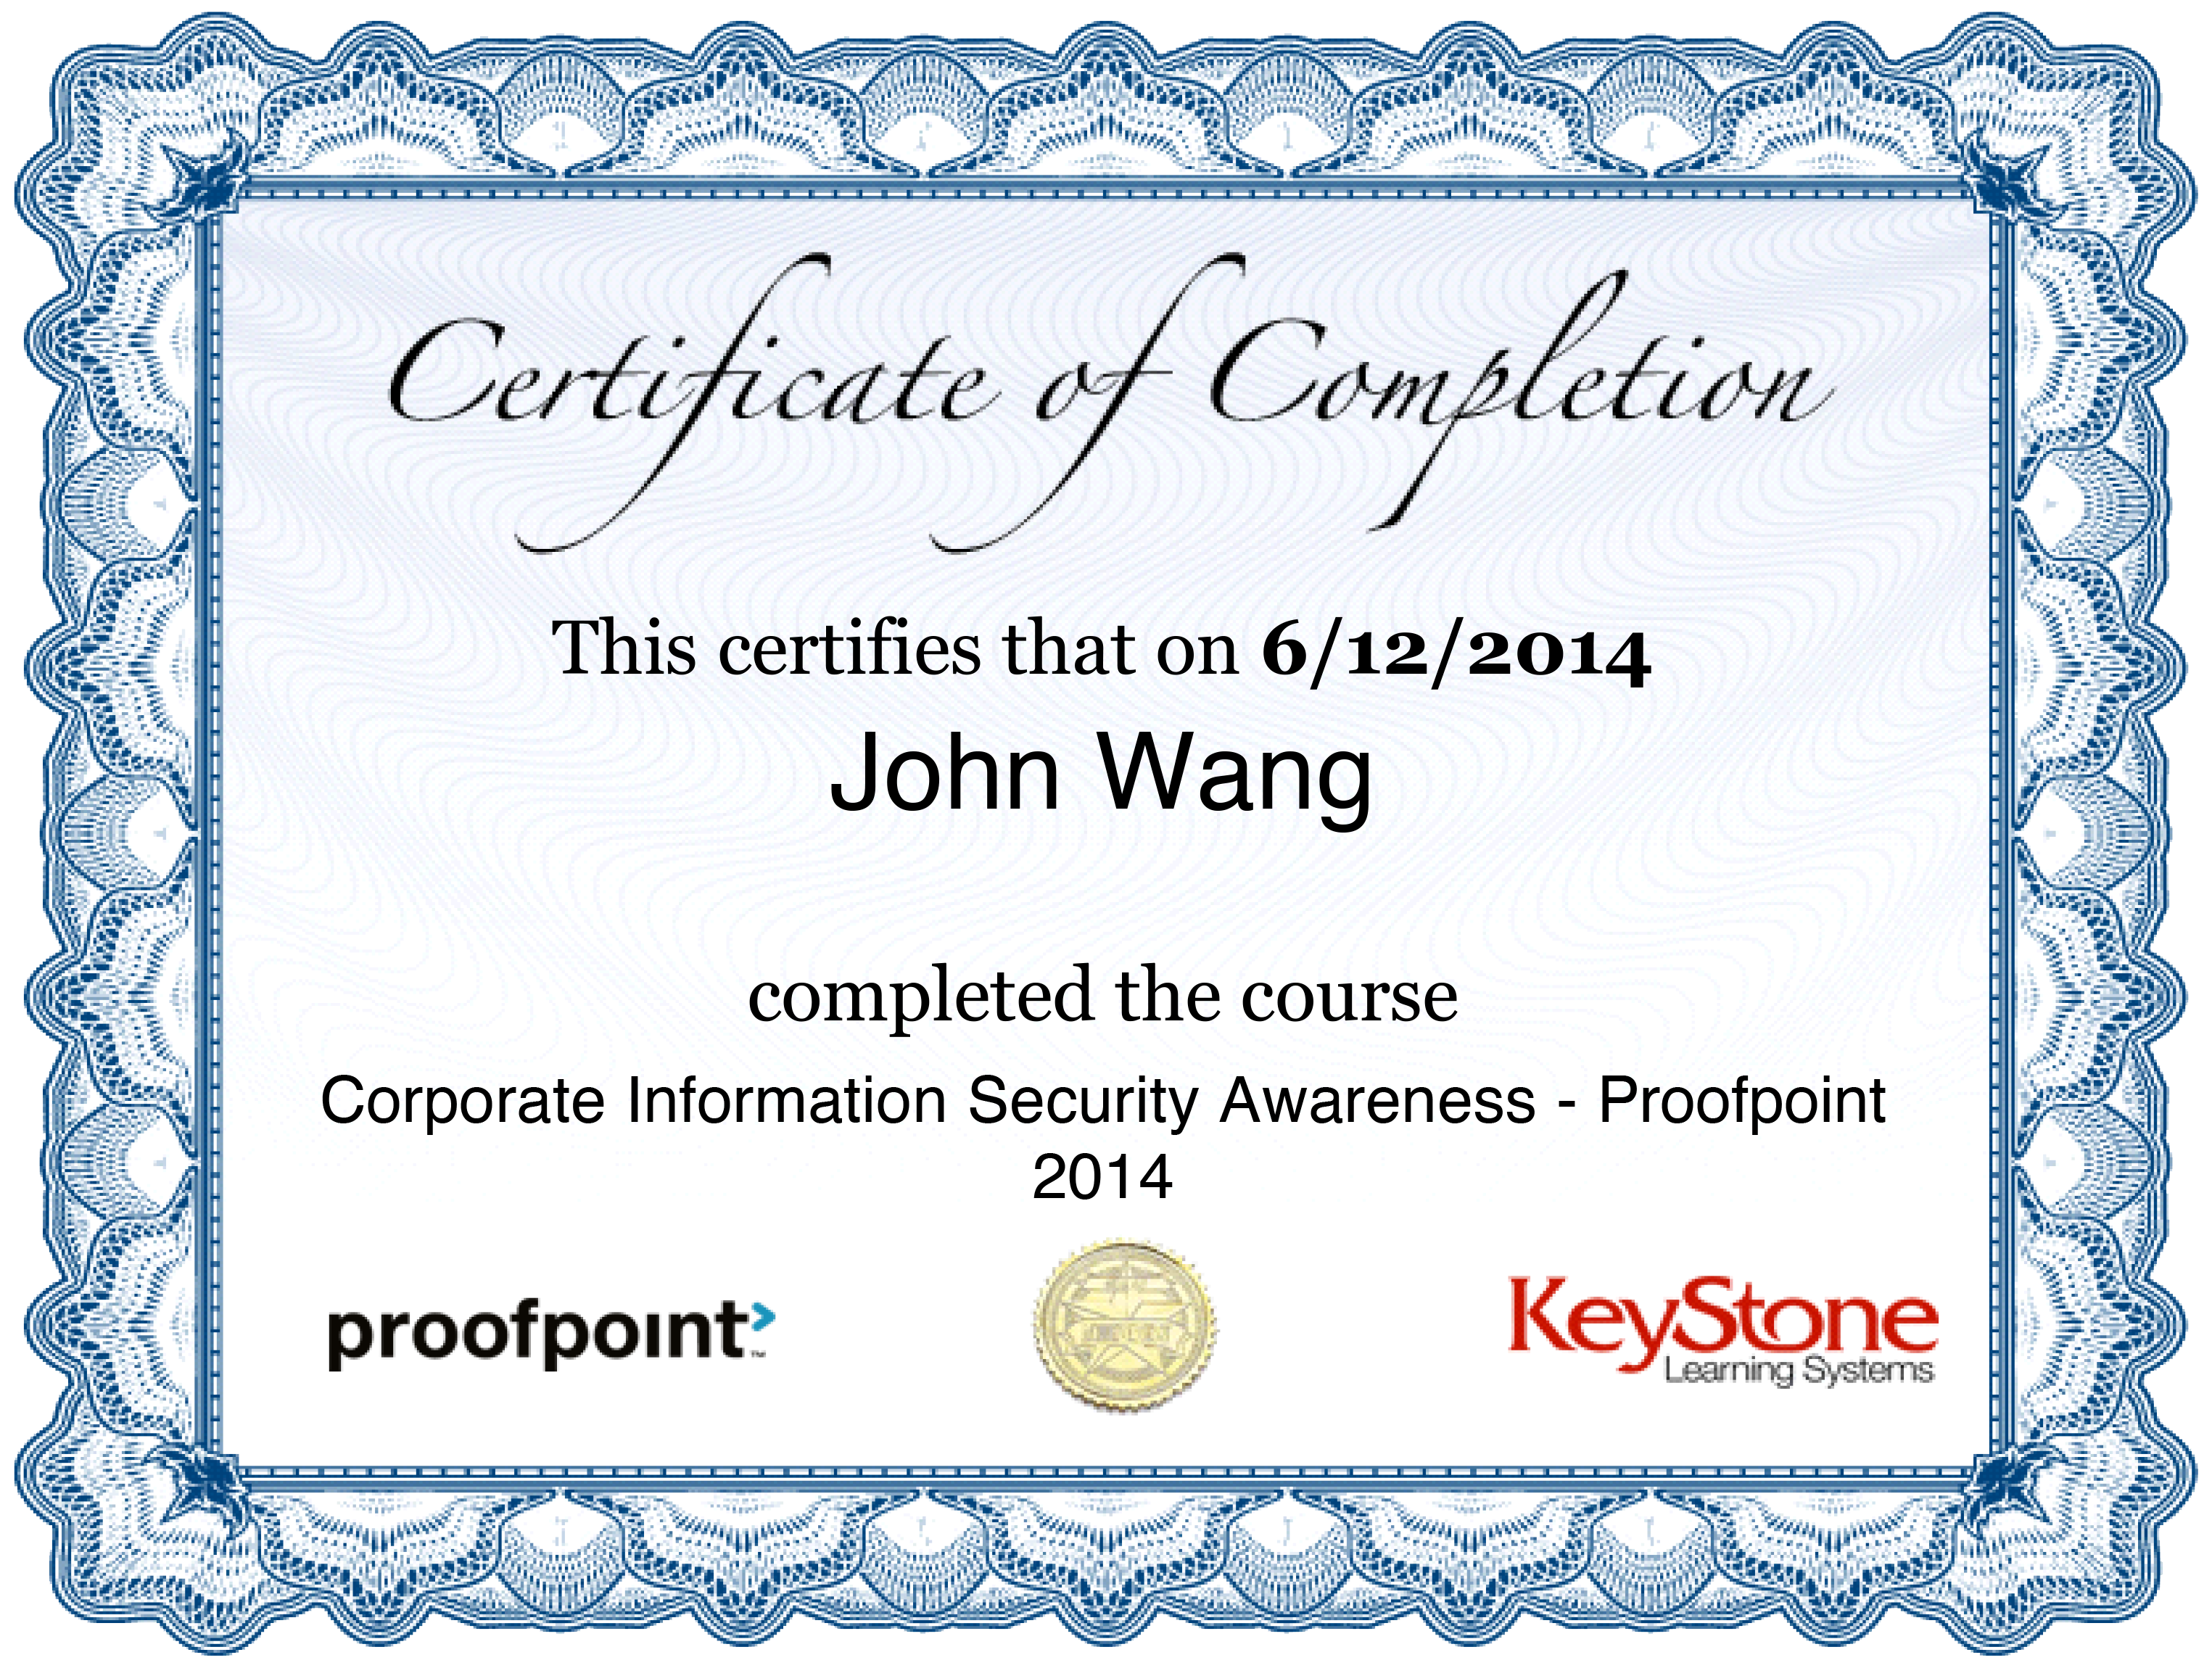 Certificate of Completion
This certifies that on 6/12/2014
John Wang
completed the course
Corporate Information Security Awareness - Proofpoint
2014
proofpoint™
KeyStone
Learning Systems